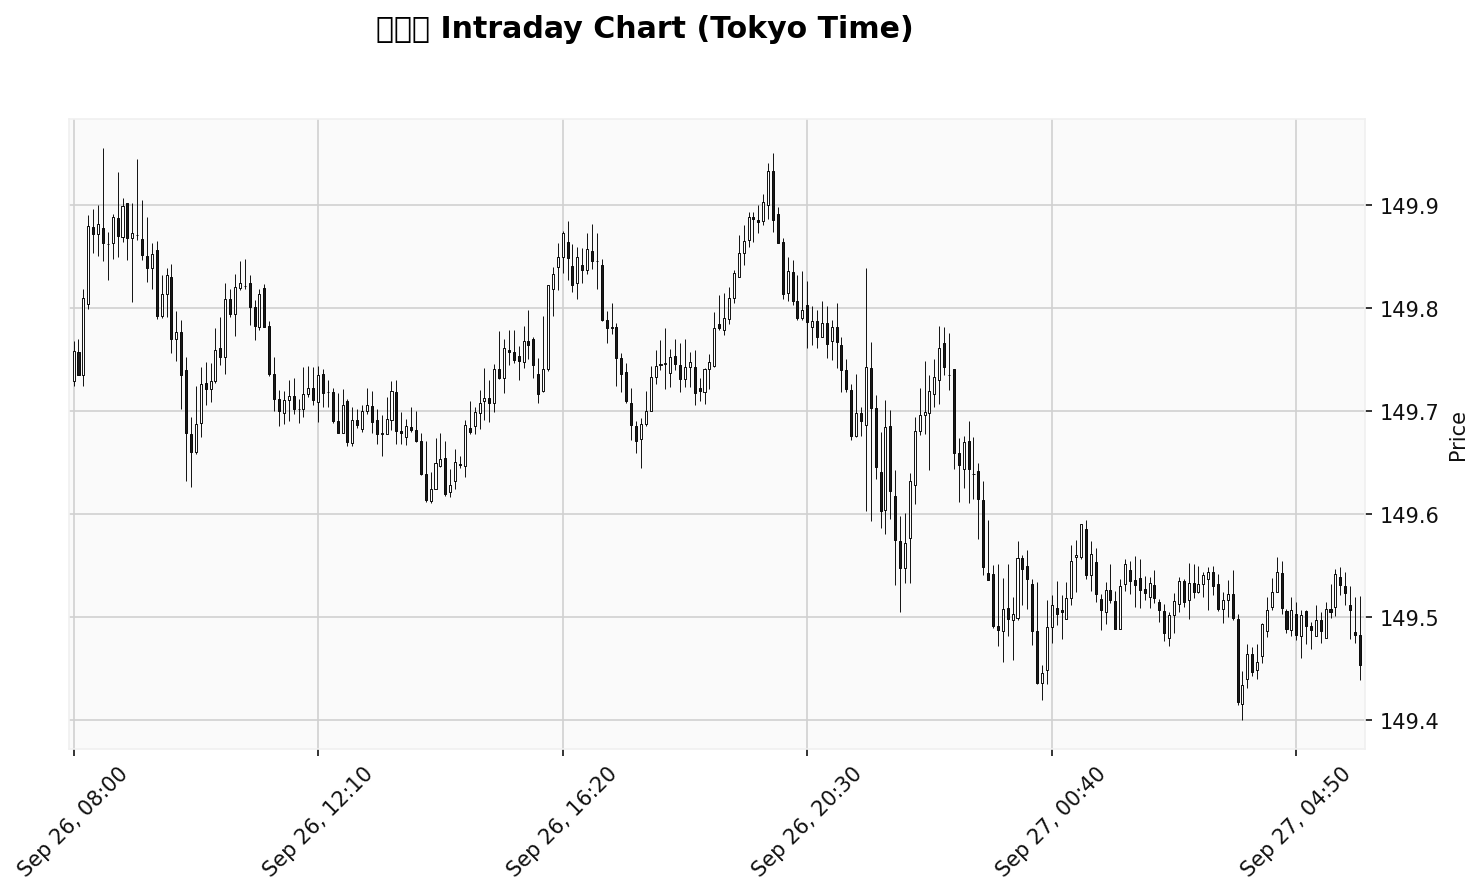 Intraday Chart (Tokyo Time)
149.9
149.8
149.7
149.6
149.5
149.4
Price
Sep 26, 08:00
Sep 26, 12:10
Sep 26, 16:20
Sep 26, 20:30
Sep 27, 00:40
Sep 27, 04:50